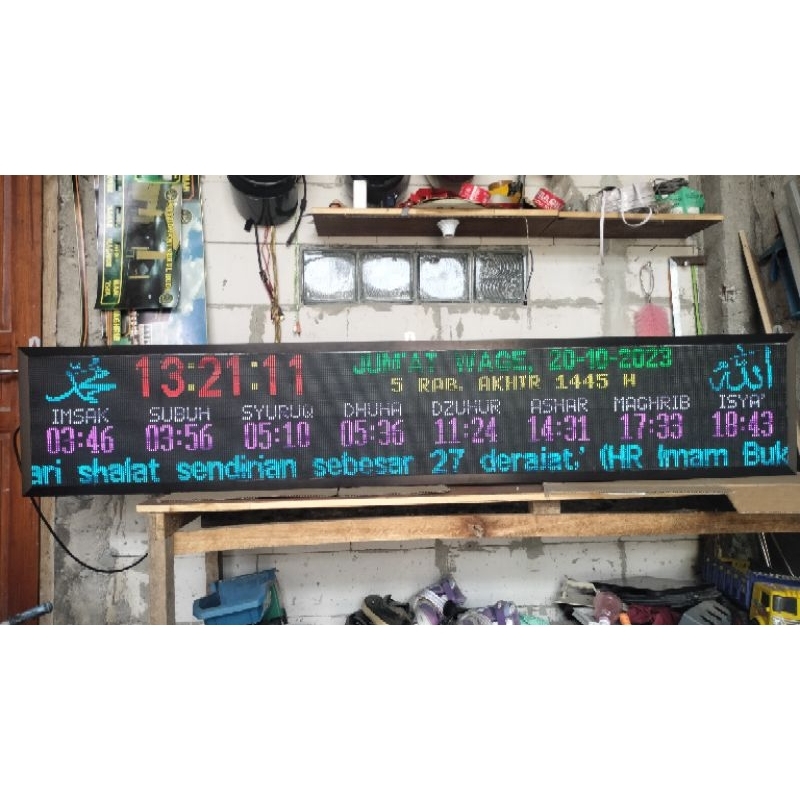 محمد
13:21:11
JUM'AT WAGE, 20-10-2023
5 RAB. AKHIR 1445 H
الله
IMSAK SUBUH SYURUQ DHUHA DZUHUR ASHAR MAGHRIB ISYA'
03:46 03:56 05:10 05:36 11:24 14:31 17:33 18:43
ari shalat sendirian sebesar 27 derajat.' (HR Imam Buk